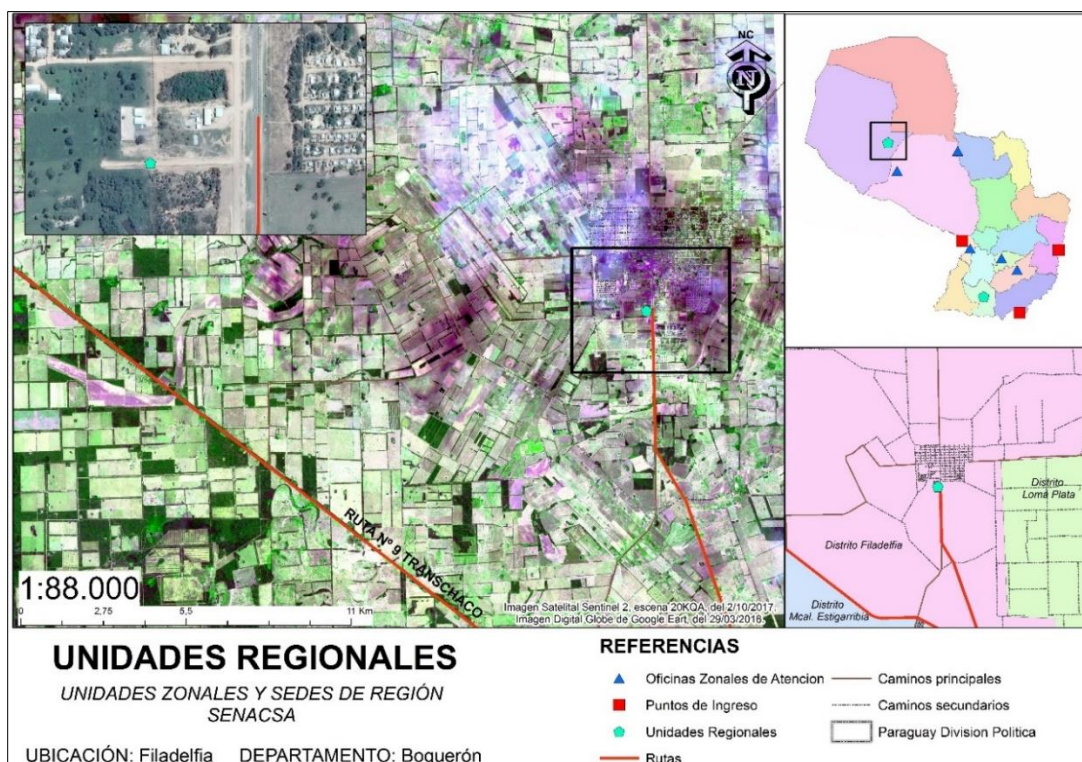 NC
N
RUTA Nº 9 TRANSCHACO
1:88.000
0 2,75 5,5 11 Km
Imagen Satelital Sentinel 2, escena 20KQA, del 2/10/2017,
Imagen Digital Globe de Google Eart, del 29/03/2016.
Distrito
Loma Plata
Distrito Filadelfia
Distrito
Mcal. Estigarribia
UNIDADES REGIONALES
UNIDADES ZONALES Y SEDES DE REGIÓN
SENACSA
UBICACIÓN: Filadelfia DEPARTAMENTO: Boquerón
REFERENCIAS
Oficinas Zonales de Atencion
Puntos de Ingreso
Unidades Regionales
Rutas
Caminos principales
Caminos secundarios
Paraguay Division Politica